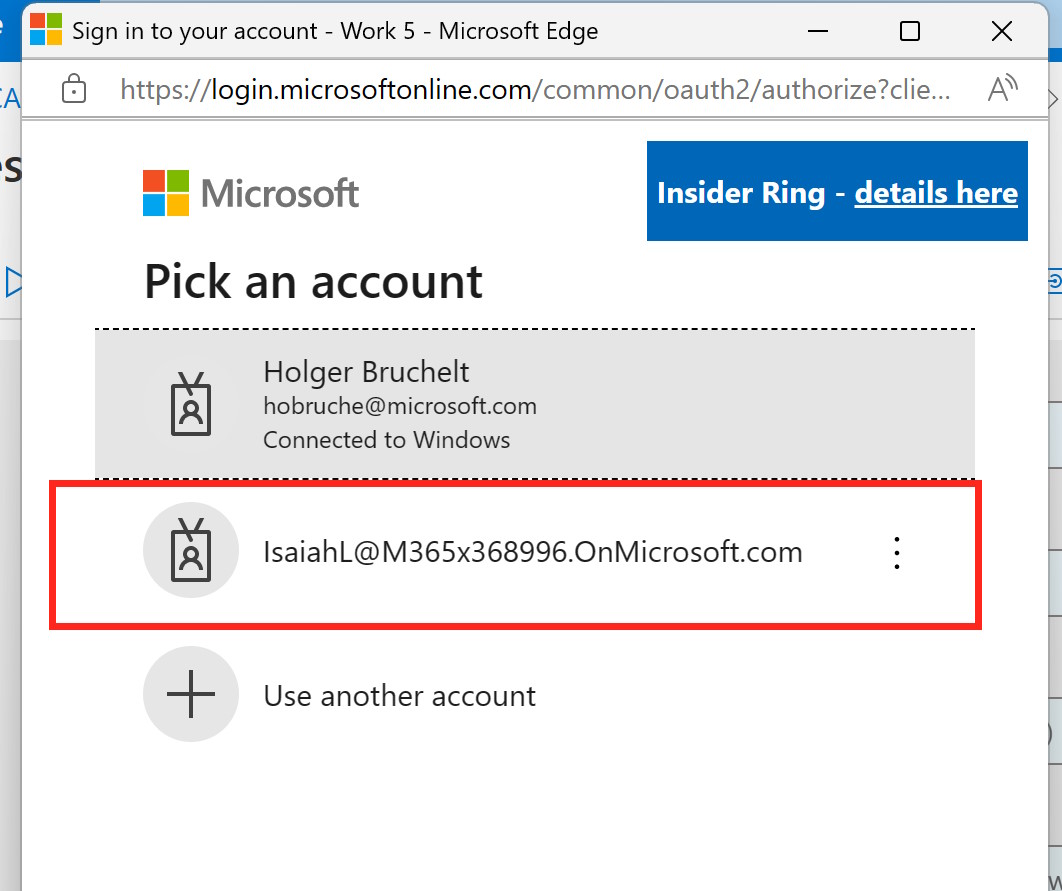 Sign in to your account - Work 5 - Microsoft Edge
https://login.microsoftonline.com/common/oauth2/authorize?clie...
Microsoft
Insider Ring - details here
Pick an account
Holger Bruchelt
hobruche@microsoft.com
Connected to Windows
IsaiahL@M365x368996.OnMicrosoft.com
Use another account